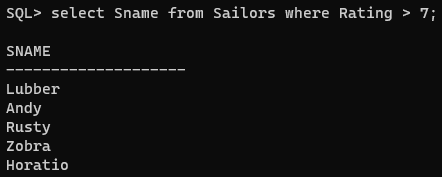 SQL> select Sname from Sailors where Rating > 7;
SNAME
--------------------
Lubber
Andy
Rusty
Zobra
Horatio